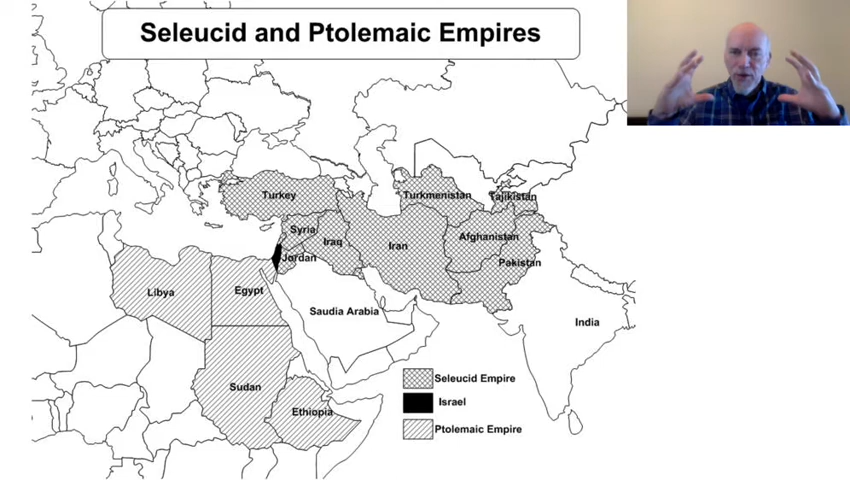 Seleucid and Ptolemaic Empires
Turkey
Turkmenistan
Tajikistan
Syria
Iraq
Iran
Afghanistan
Jordan
Pakistan
Libya
Egypt
Saudia Arabia
India
Sudan
Ethiopia
Seleucid Empire
Israel
Ptolemaic Empire